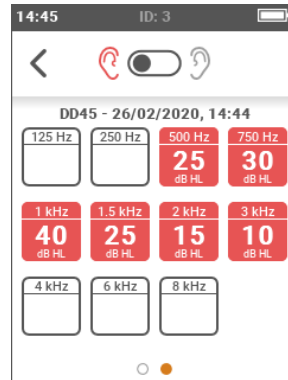 14:45 ID: 3
DD45 - 26/02/2020, 14:44
125 Hz 250 Hz 500 Hz 750 Hz
25 30
dB HL dB HL
1 kHz 1.5 kHz 2 kHz 3 kHz
40 25 15 10
dB HL dB HL dB HL dB HL
4 kHz 6 kHz 8 kHz